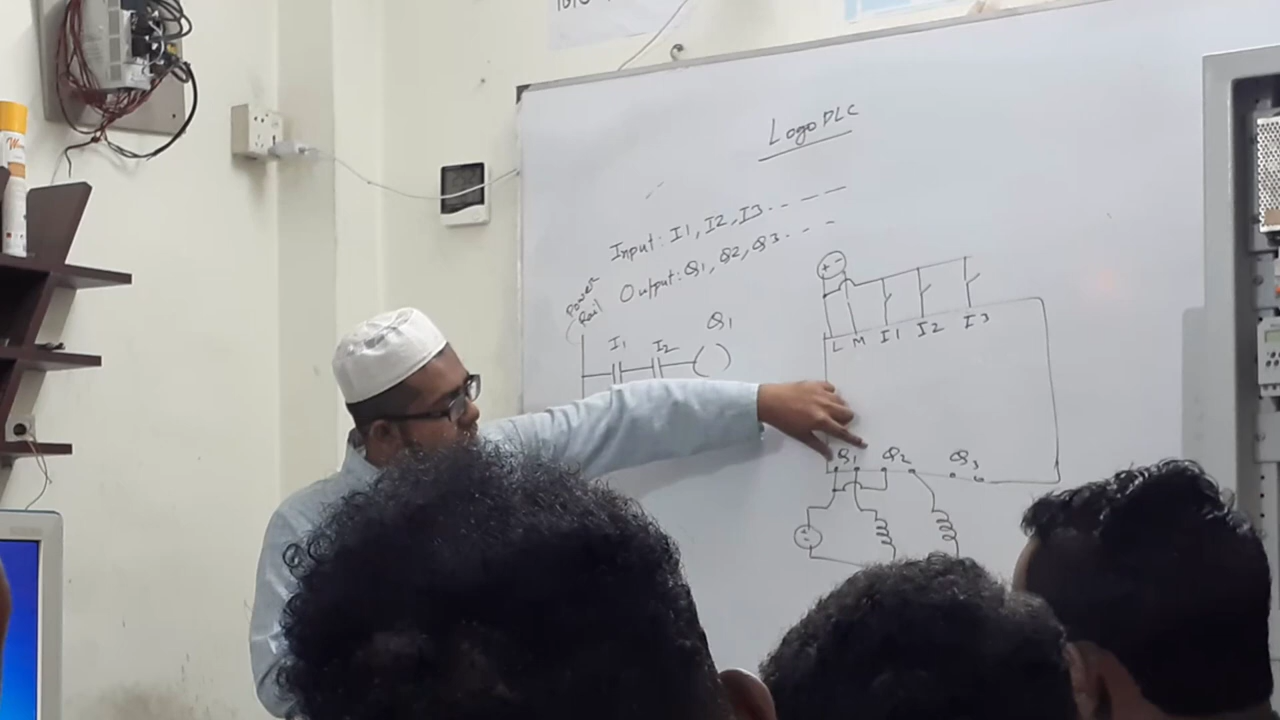 Logo PLC
Input: I1, I2, I3 - - - -
Output: Q1, Q2, Q3 - - - -
Power
Rail
I1 I2 Q1
L M I1 I2 I3
Q1 Q2 Q3